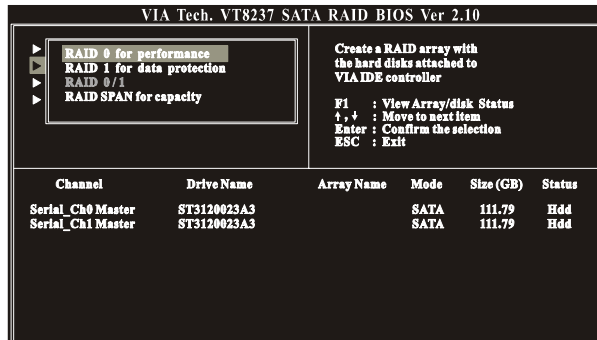 VIA Tech. VT8237 SATA RAID BIOS Ver 2.10
RAID 0 for performance
RAID 1 for data protection
RAID 0/1
RAID SPAN for capacity
Create a RAID array with
the hard disks attached to
VIA IDE controller
F1 : View Array/disk Status
↑,↓ : Move to next item
Enter : Confirm the selection
ESC : Exit
Channel Drive Name Array Name Mode Size (GB) Status
Serial_Ch0 Master ST3120023A3 SATA 111.79 Hdd
Serial_Ch1 Master ST3120023A3 SATA 111.79 Hdd